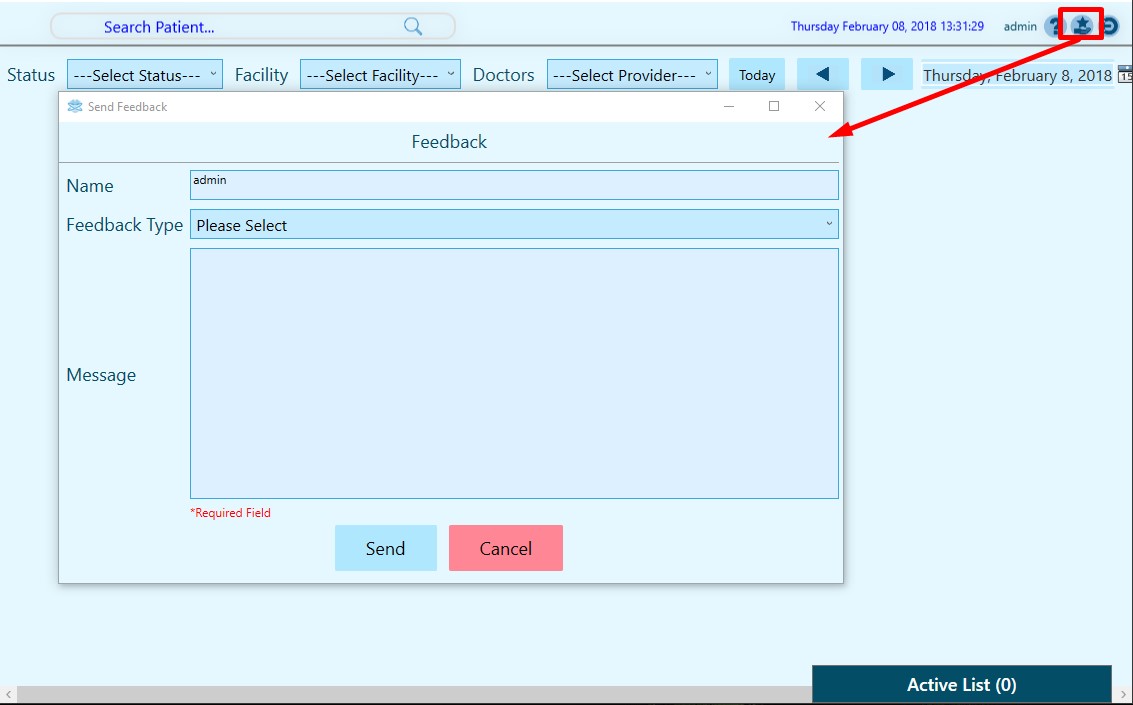 Search Patient...
Thursday February 08, 2018 13:31:29
admin
?
Status
---Select Status---
Facility
---Select Facility---
Doctors
---Select Provider---
Today
Thursday, February 8, 2018
15
Send Feedback
Feedback
Name
admin
Feedback Type
Please Select
Message
*Required Field
Send
Cancel
Active List (0)